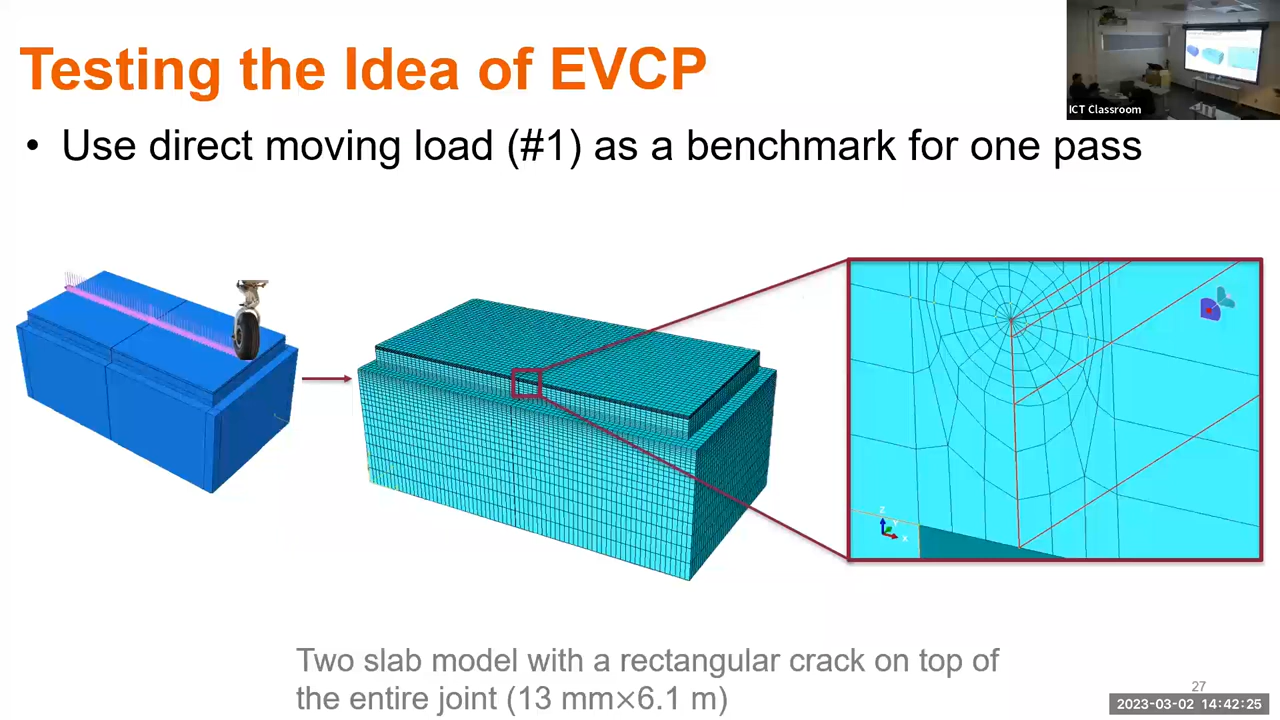 Testing the Idea of EVCP
ICT Classroom
• Use direct moving load (#1) as a benchmark for one pass
Z
Y
X
Two slab model with a rectangular crack on top of
the entire joint (13 mm×6.1 m)
27
2023-03-02 14:42:25